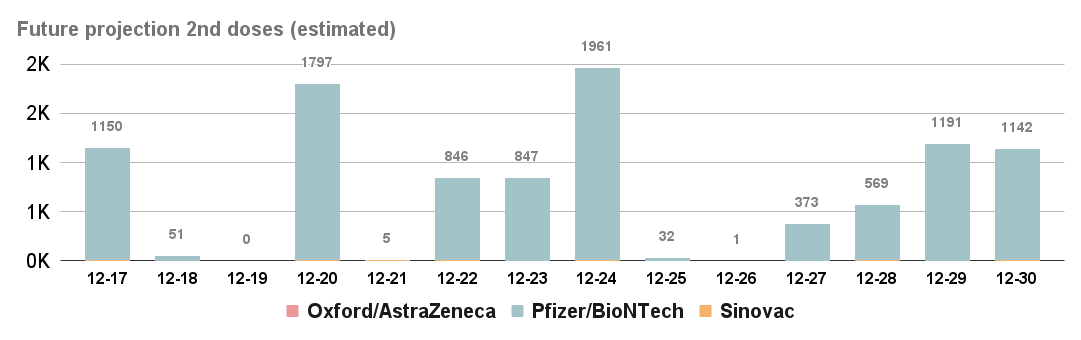 Future projection 2nd doses (estimated)
2K
2K
1K
1K
0K
1150
51
0
1797
5
846
847
1961
32
1
373
569
1191
1142
12-17 12-18 12-19 12-20 12-21 12-22 12-23 12-24 12-25 12-26 12-27 12-28 12-29 12-30
Oxford/AstraZeneca Pfizer/BioNTech Sinovac